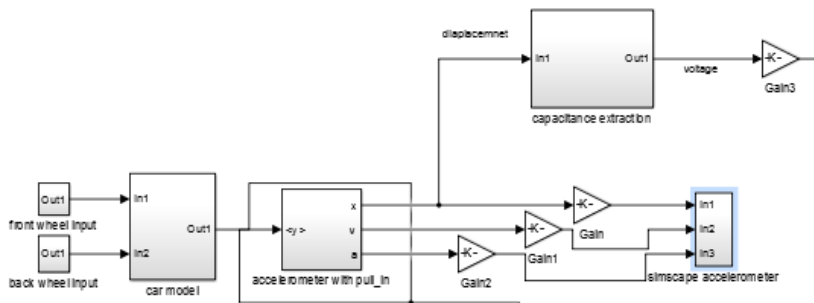 diaplacemnet
In1
Out1
capacitance extraction
voltage
-K-
Gain3
Out1
front wheel input
Out1
back wheel input
In1
In2
Out1
car model
<y>
x
v
a
accelerometer with pull_in
-K-
Gain
-K-
Gain1
-K-
Gain2
In1
In2
In3
simscape accelerometer